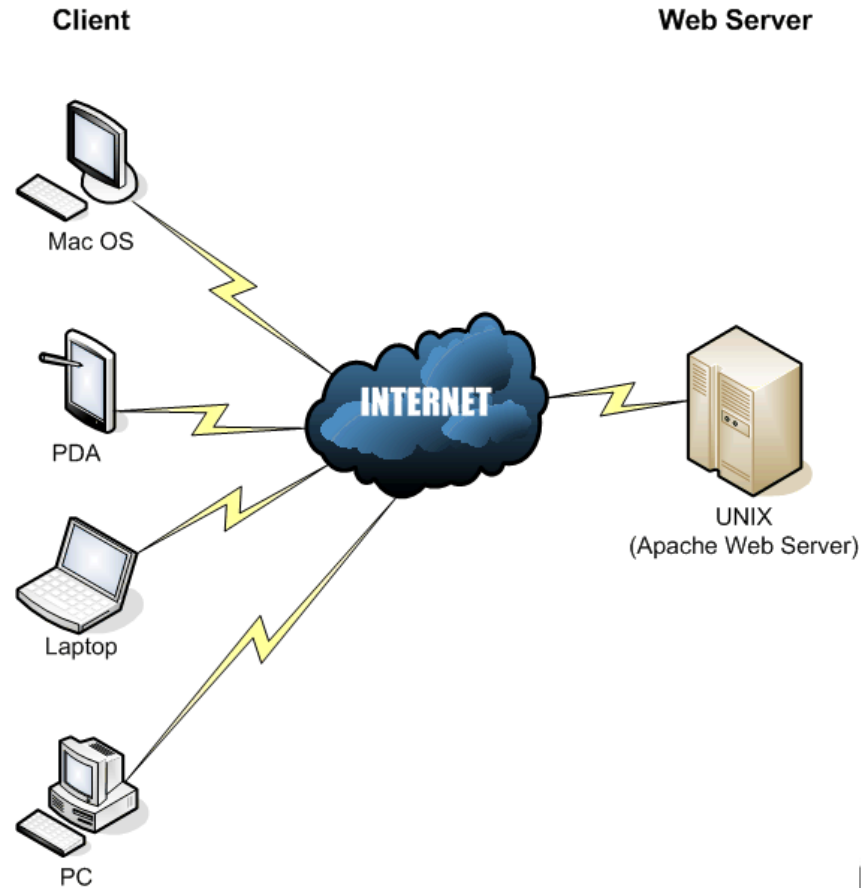 Client
Web Server
Mac OS
INTERNET
PDA
UNIX
(Apache Web Server)
Laptop
PC